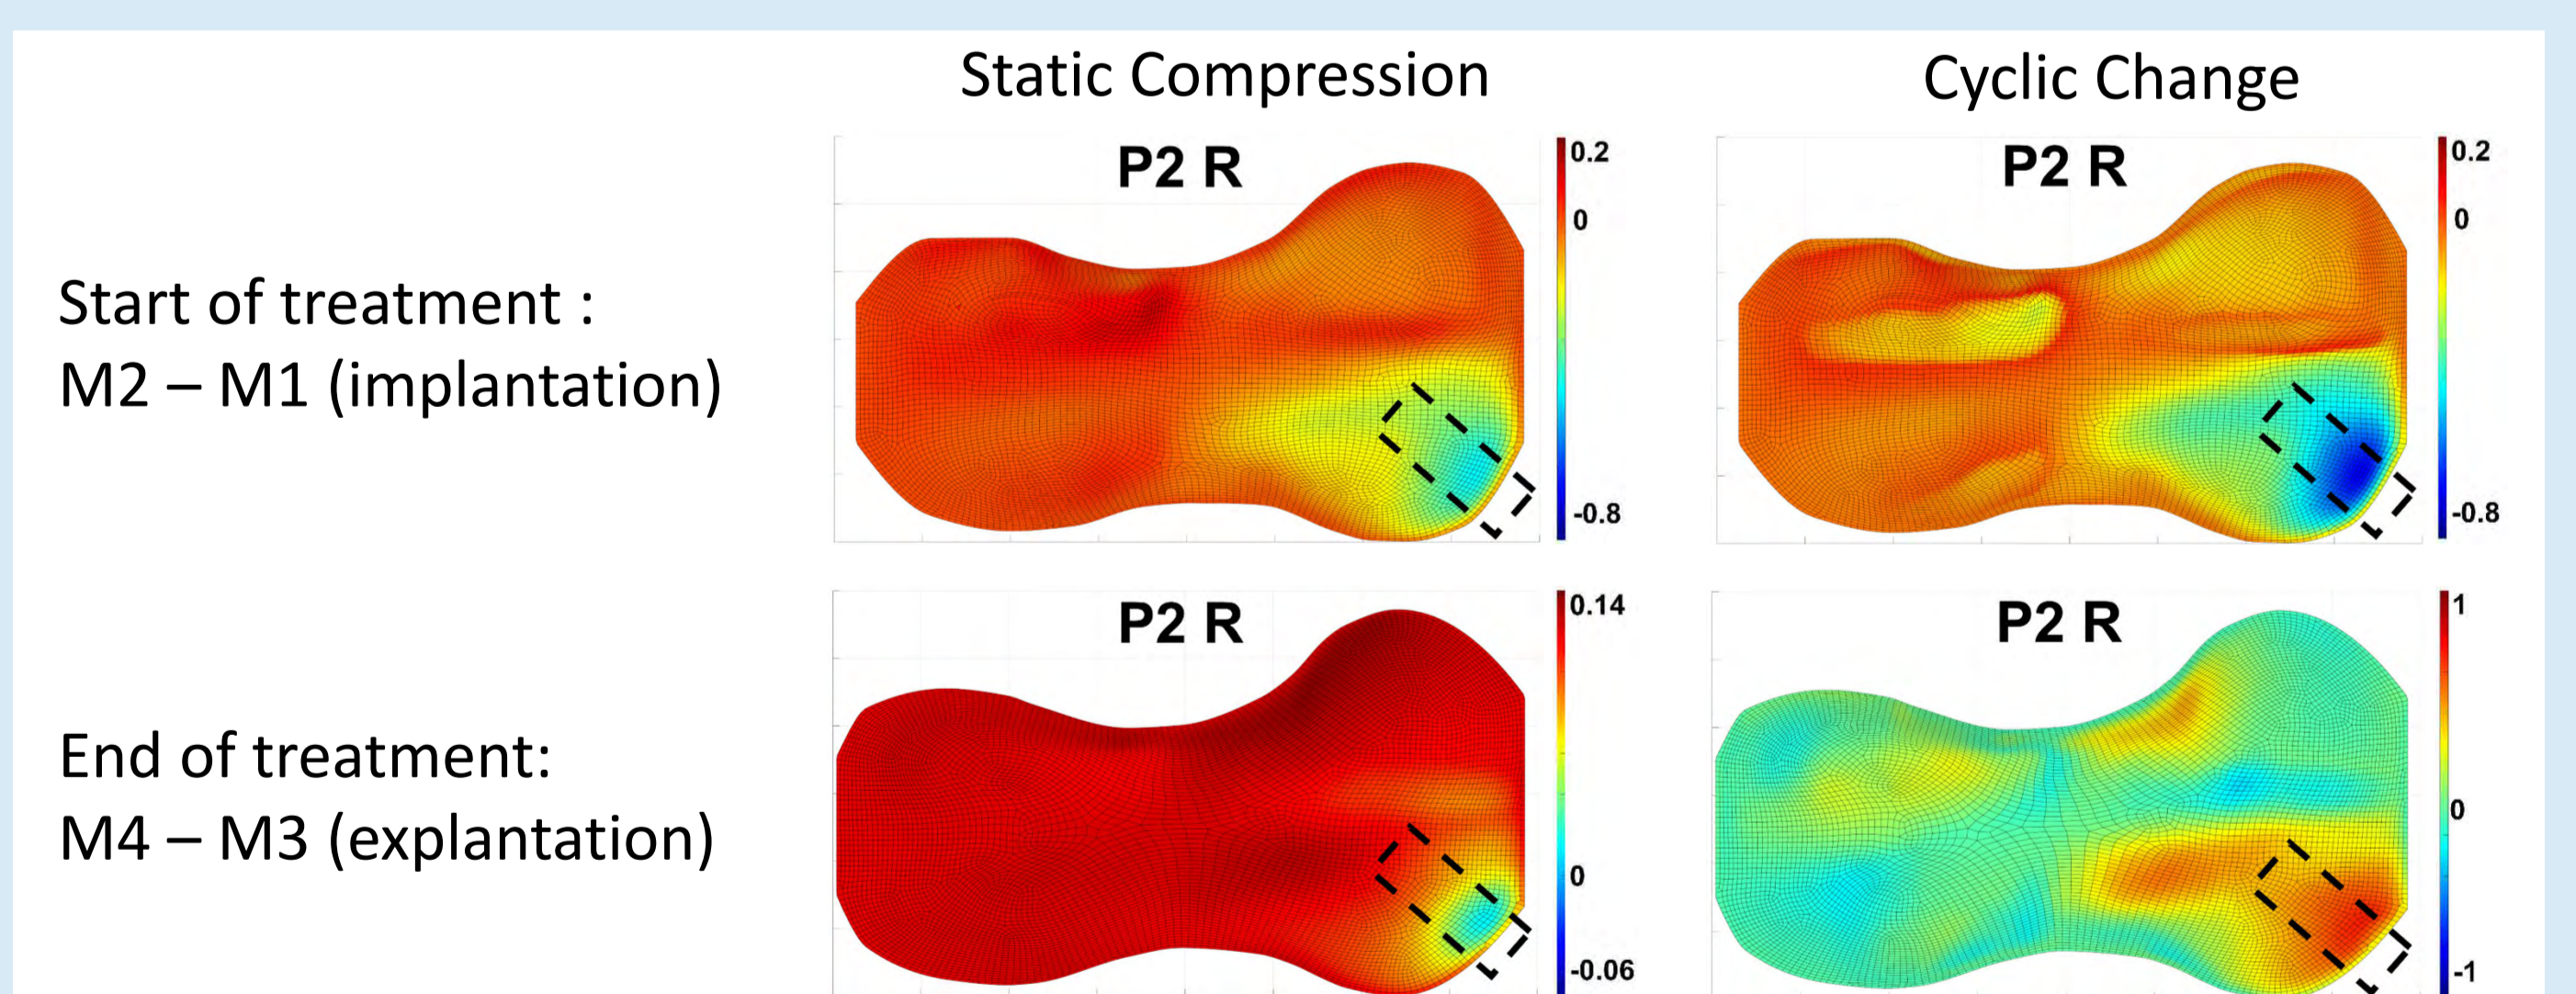 Static Compression
Cyclic Change
P2 R
0.2
0
-0.8
P2 R
0.2
0
-0.8
Start of treatment :
M2 – M1 (implantation)
P2 R
0.14
0
-0.06
P2 R
1
0
-1
End of treatment:
M4 – M3 (explantation)